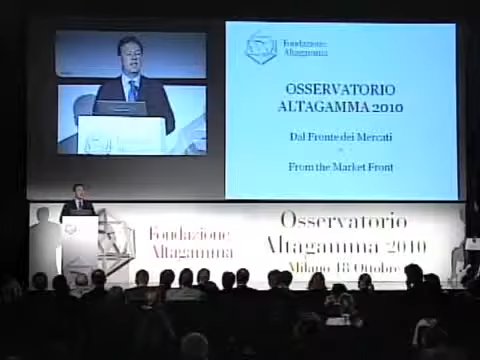 Fondazione
Altagamma
OSSERVATORIO
ALTAGAMMA 2010
Dal Fronte dei Mercati
-
From the Market Front
Fondazione
Altagamma
Osservatorio
Altagamma 2010
Milano 18 Ottobre